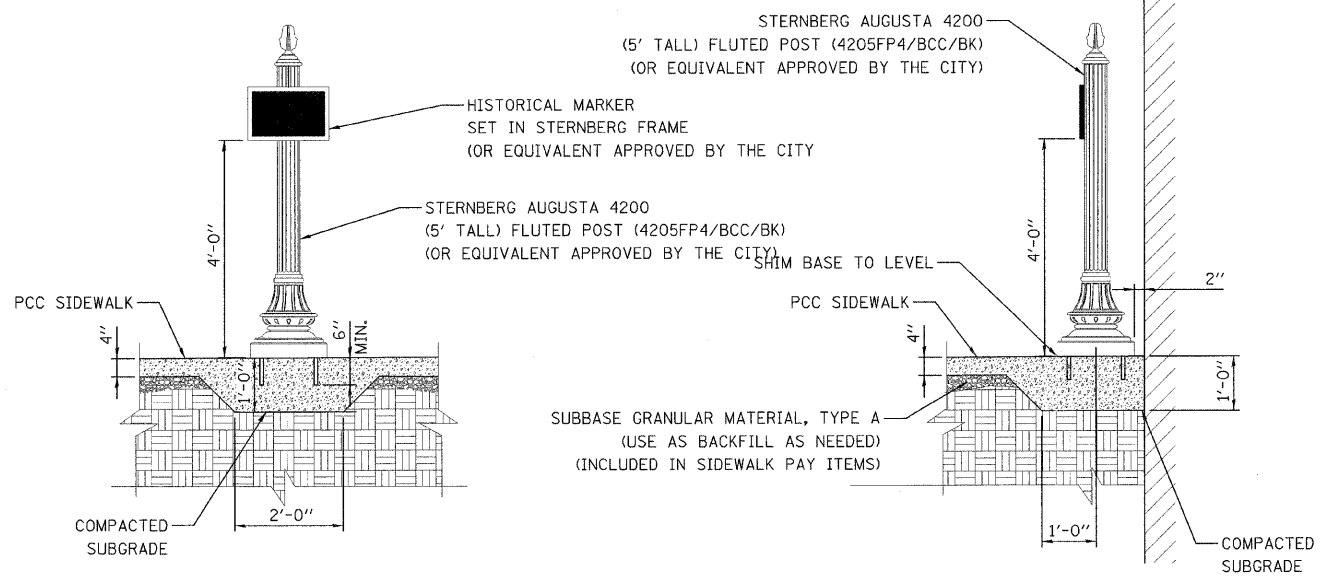 STERNBERG AUGUSTA 4200
(5' TALL) FLUTED POST (4205FP4/BCC/BK)
(OR EQUIVALENT APPROVED BY THE CITY)
HISTORICAL MARKER
SET IN STERNBERG FRAME
(OR EQUIVALENT APPROVED BY THE CITY
STERNBERG AUGUSTA 4200
(5' TALL) FLUTED POST (4205FP4/BCC/BK)
(OR EQUIVALENT APPROVED BY THE CITY)
4'-0"
PCC SIDEWALK
4"
6"
MIN.
1'-0"
2'-0"
COMPACTED
SUBGRADE
SHIM BASE TO LEVEL
PCC SIDEWALK
4'-0"
2"
4"
1'-0"
SUBBASE GRANULAR MATERIAL, TYPE A
(USE AS BACKFILL AS NEEDED)
(INCLUDED IN SIDEWALK PAY ITEMS)
1'-0"
COMPACTED
SUBGRADE